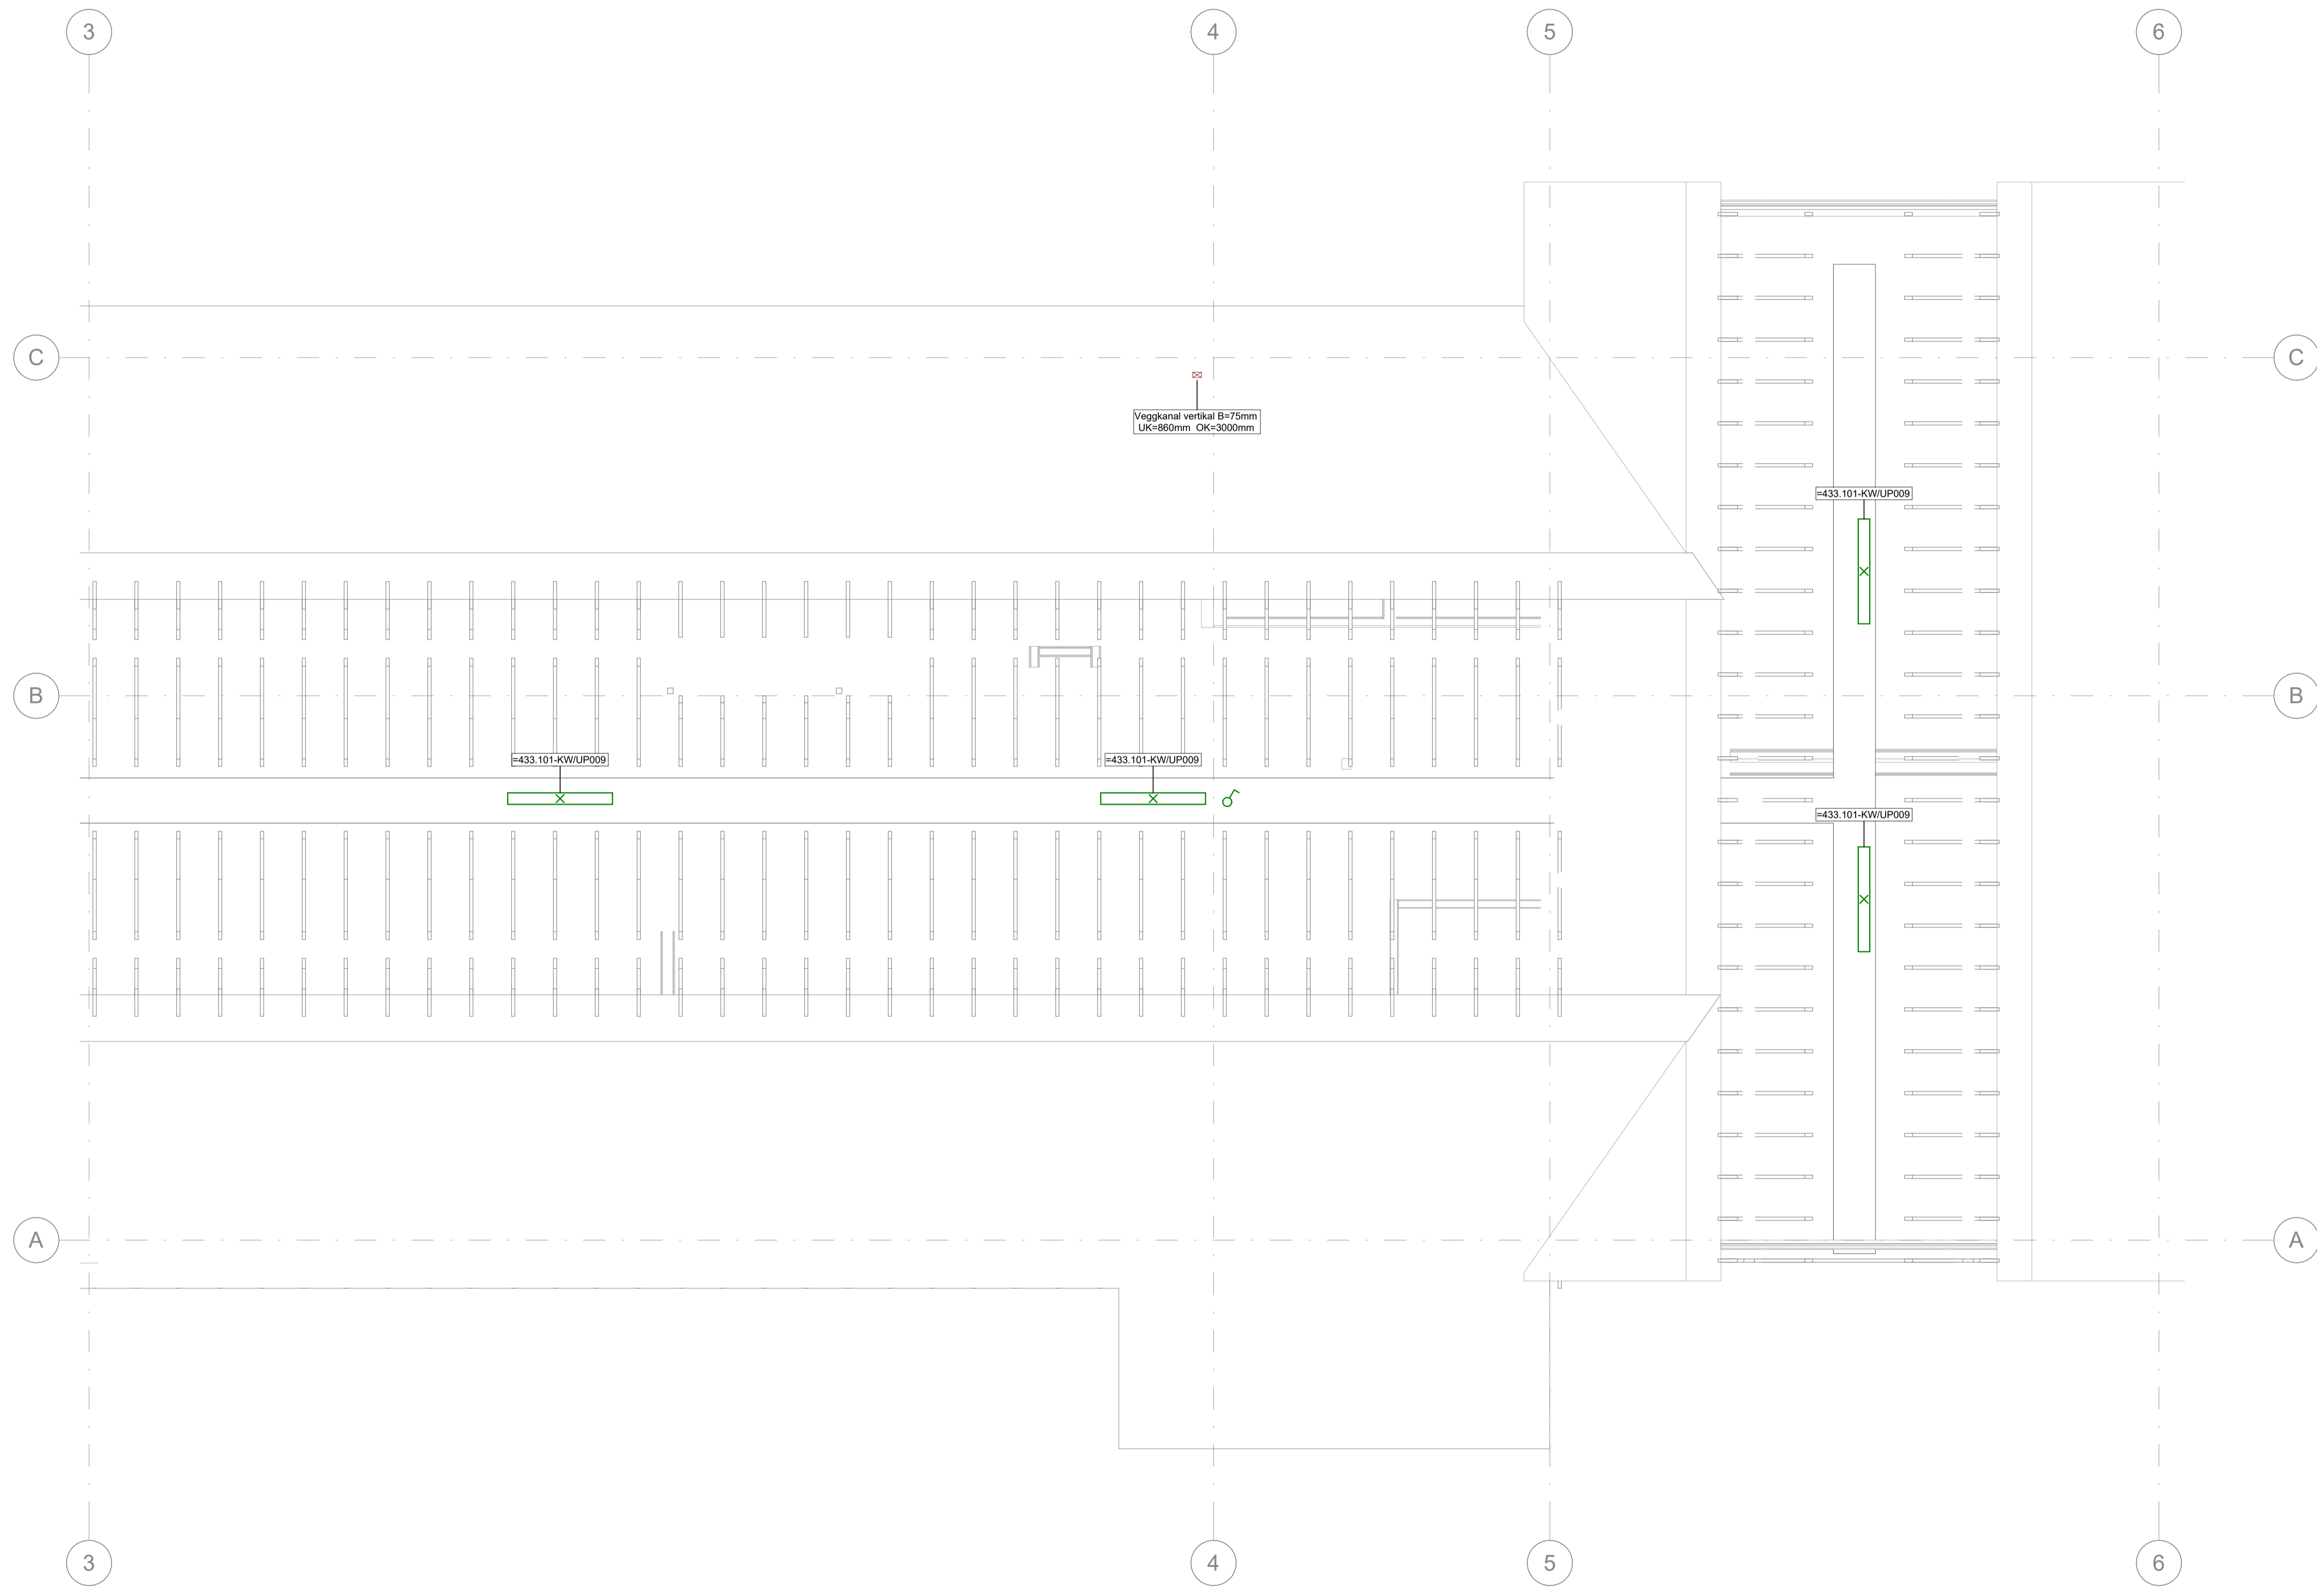 3
4
5
6
C
C
Veggkanal vertikal B=75mm
UK=860mm OK=3000mm
=433.101-KW/UP009
B
B
=433.101-KW/UP009
=433.101-KW/UP009
=433.101-KW/UP009
A
A
3
4
5
6